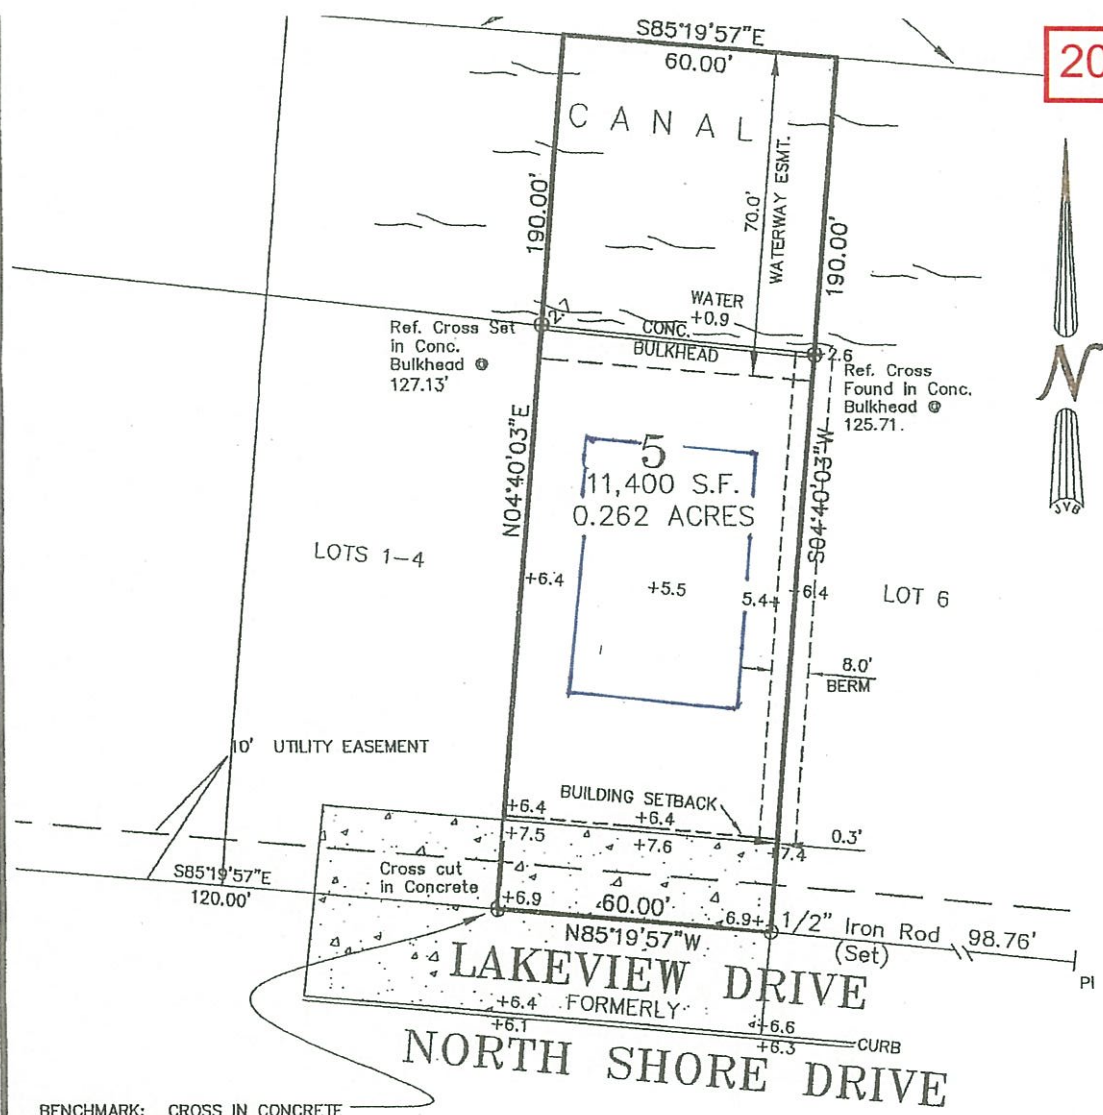 S85°19'57"E
60.00'
20
CANAL
190.00'
70.0'
WATERWAY ESMT.
190.00'
WATER
+0.9
2.7
CONC.
BULKHEAD
+2.6
Ref. Cross Set
in Conc.
Bulkhead @
127.13'
Ref. Cross
Found in Conc.
Bulkhead @
125.71.
N
JVB
N04°40'03"E
S04°40'03"W
5
11,400 S.F.
0.262 ACRES
LOTS 1-4
+6.4
+5.5
5.4+
+6.4
LOT 6
8.0'
BERM
10' UTILITY EASEMENT
BUILDING SETBACK
+6.4
+6.4
+7.5
+7.6
+7.4
0.3'
S85°19'57"E
120.00'
Cross cut
in Concrete
+6.9
60.00'
6.9+
N85°19'57"W
1/2" Iron Rod
(Set)
98.76'
PI
LAKEVIEW DRIVE
+6.4
FORMERLY
+6.1
+6.6
+6.3
CURB
NORTH SHORE DRIVE
BENCHMARK: CROSS IN CONCRETE